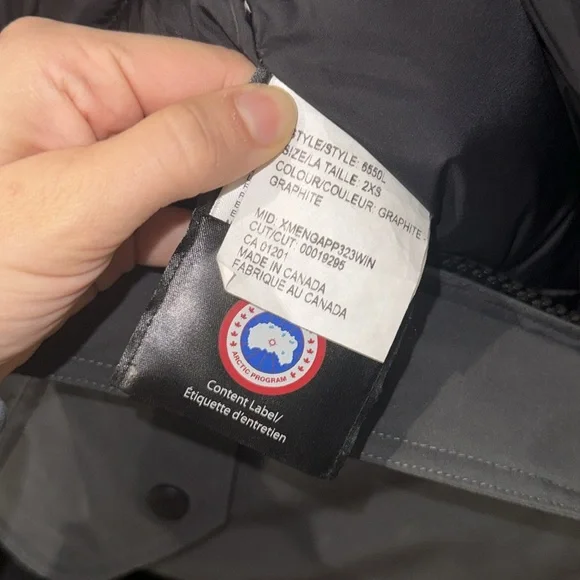 STYLE/STYLE: 6550L
SIZE/LA TAILLE: 2XS
COLOUR/COULEUR: GRAPHITE -
GRAPHITE
MID: XMENGAPP323WIN
CUT/CUT: 00019295
CA 01201
MADE IN CANADA
FABRIQUE AU CANADA
ARCTIC PROGRAM
Content Label/
Étiquette d'entretien